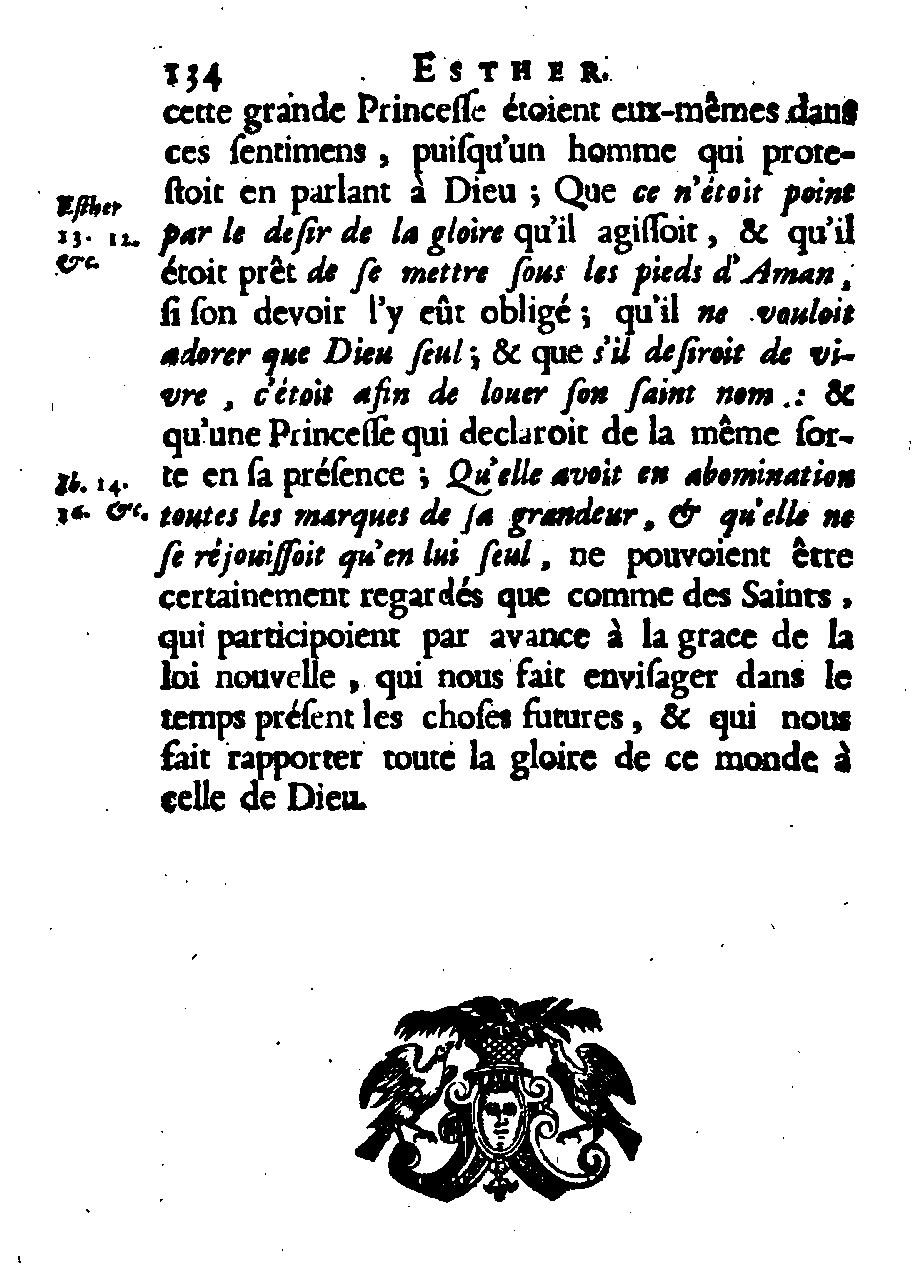 134 ESTHER.
cette grande Princeſſe étoient eux-mêmes dans
ces ſentimens, puiſqu'un homme qui prote-
ſtoit en parlant à Dieu ; Que ce n'étoit point
Eſther
13. 12.
&c.
par le deſir de la gloire qu'il agiſſoit, & qu'il
étoit prêt de ſe mettre ſous les pieds d'Aman,
ſi ſon devoir l'y eût obligé ; qu'il ne vouloit
adorer que Dieu ſeul ; & que s'il deſiroit de vi-
vre, c'étoit afin de louer ſon ſaint nom : &
qu'une Princeſſe qui declaroit de la même ſor-
te en ſa préſence ; Qu'elle avoit en abomination
Ib. 14.
16. &c.
toutes les marques de ſa grandeur, & qu'elle ne
ſe réjouiſſoit qu'en lui ſeul, ne pouvoient être
certainement regardés que comme des Saints,
qui participoient par avance à la grace de la
loi nouvelle, qui nous fait enviſager dans le
temps préſent les choſes futures, & qui nous
fait rapporter toute la gloire de ce monde à
celle de Dieu.